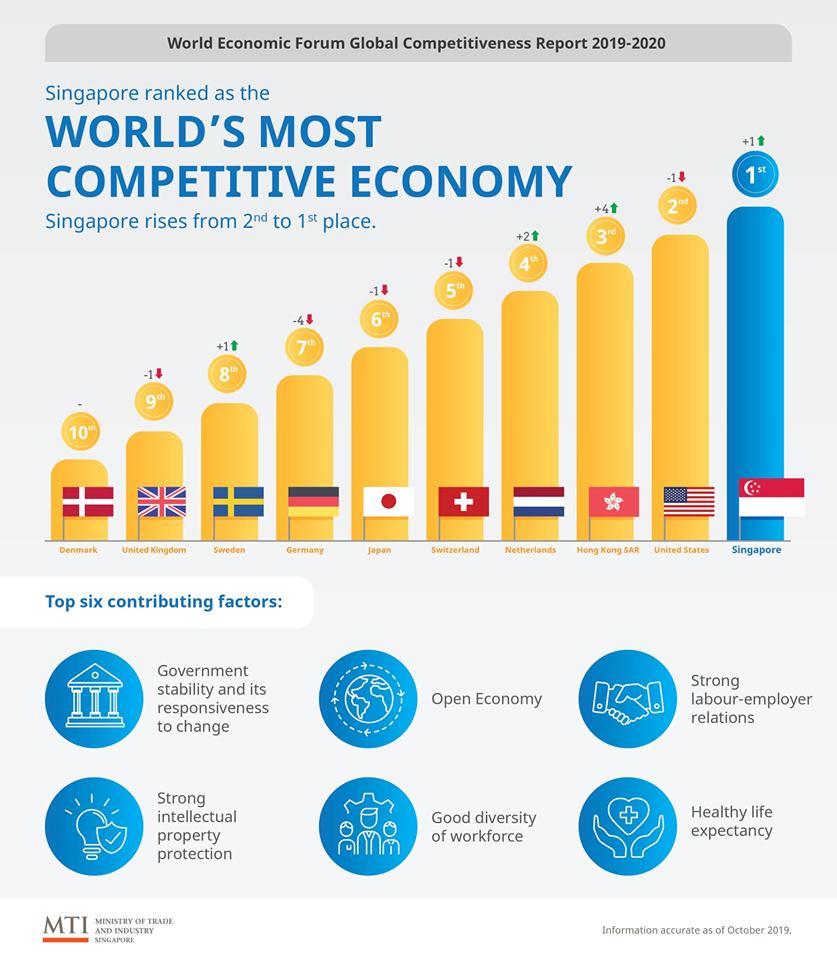 World Economic Forum Global Competitiveness Report 2019-2020
Singapore ranked as the
WORLD'S MOST
COMPETITIVE ECONOMY
Singapore rises from 2nd to 1st place.
-
10th
-1
9th
+1
8th
-4
7th
-1
6th
-1
5th
+2
4th
+4
3rd
-1
2nd
+1
1st
Denmark
United Kingdom
Sweden
Germany
Japan
Switzerland
Netherlands
Hong Kong SAR
United States
Singapore
Top six contributing factors:
Government
stability and its
responsiveness
to change
Open Economy
Strong
labour-employer
relations
Strong
intellectual
property
protection
Good diversity
of workforce
Healthy life
expectancy
MTI
MINISTRY OF TRADE
AND INDUSTRY
SINGAPORE
Information accurate as of October 2019.